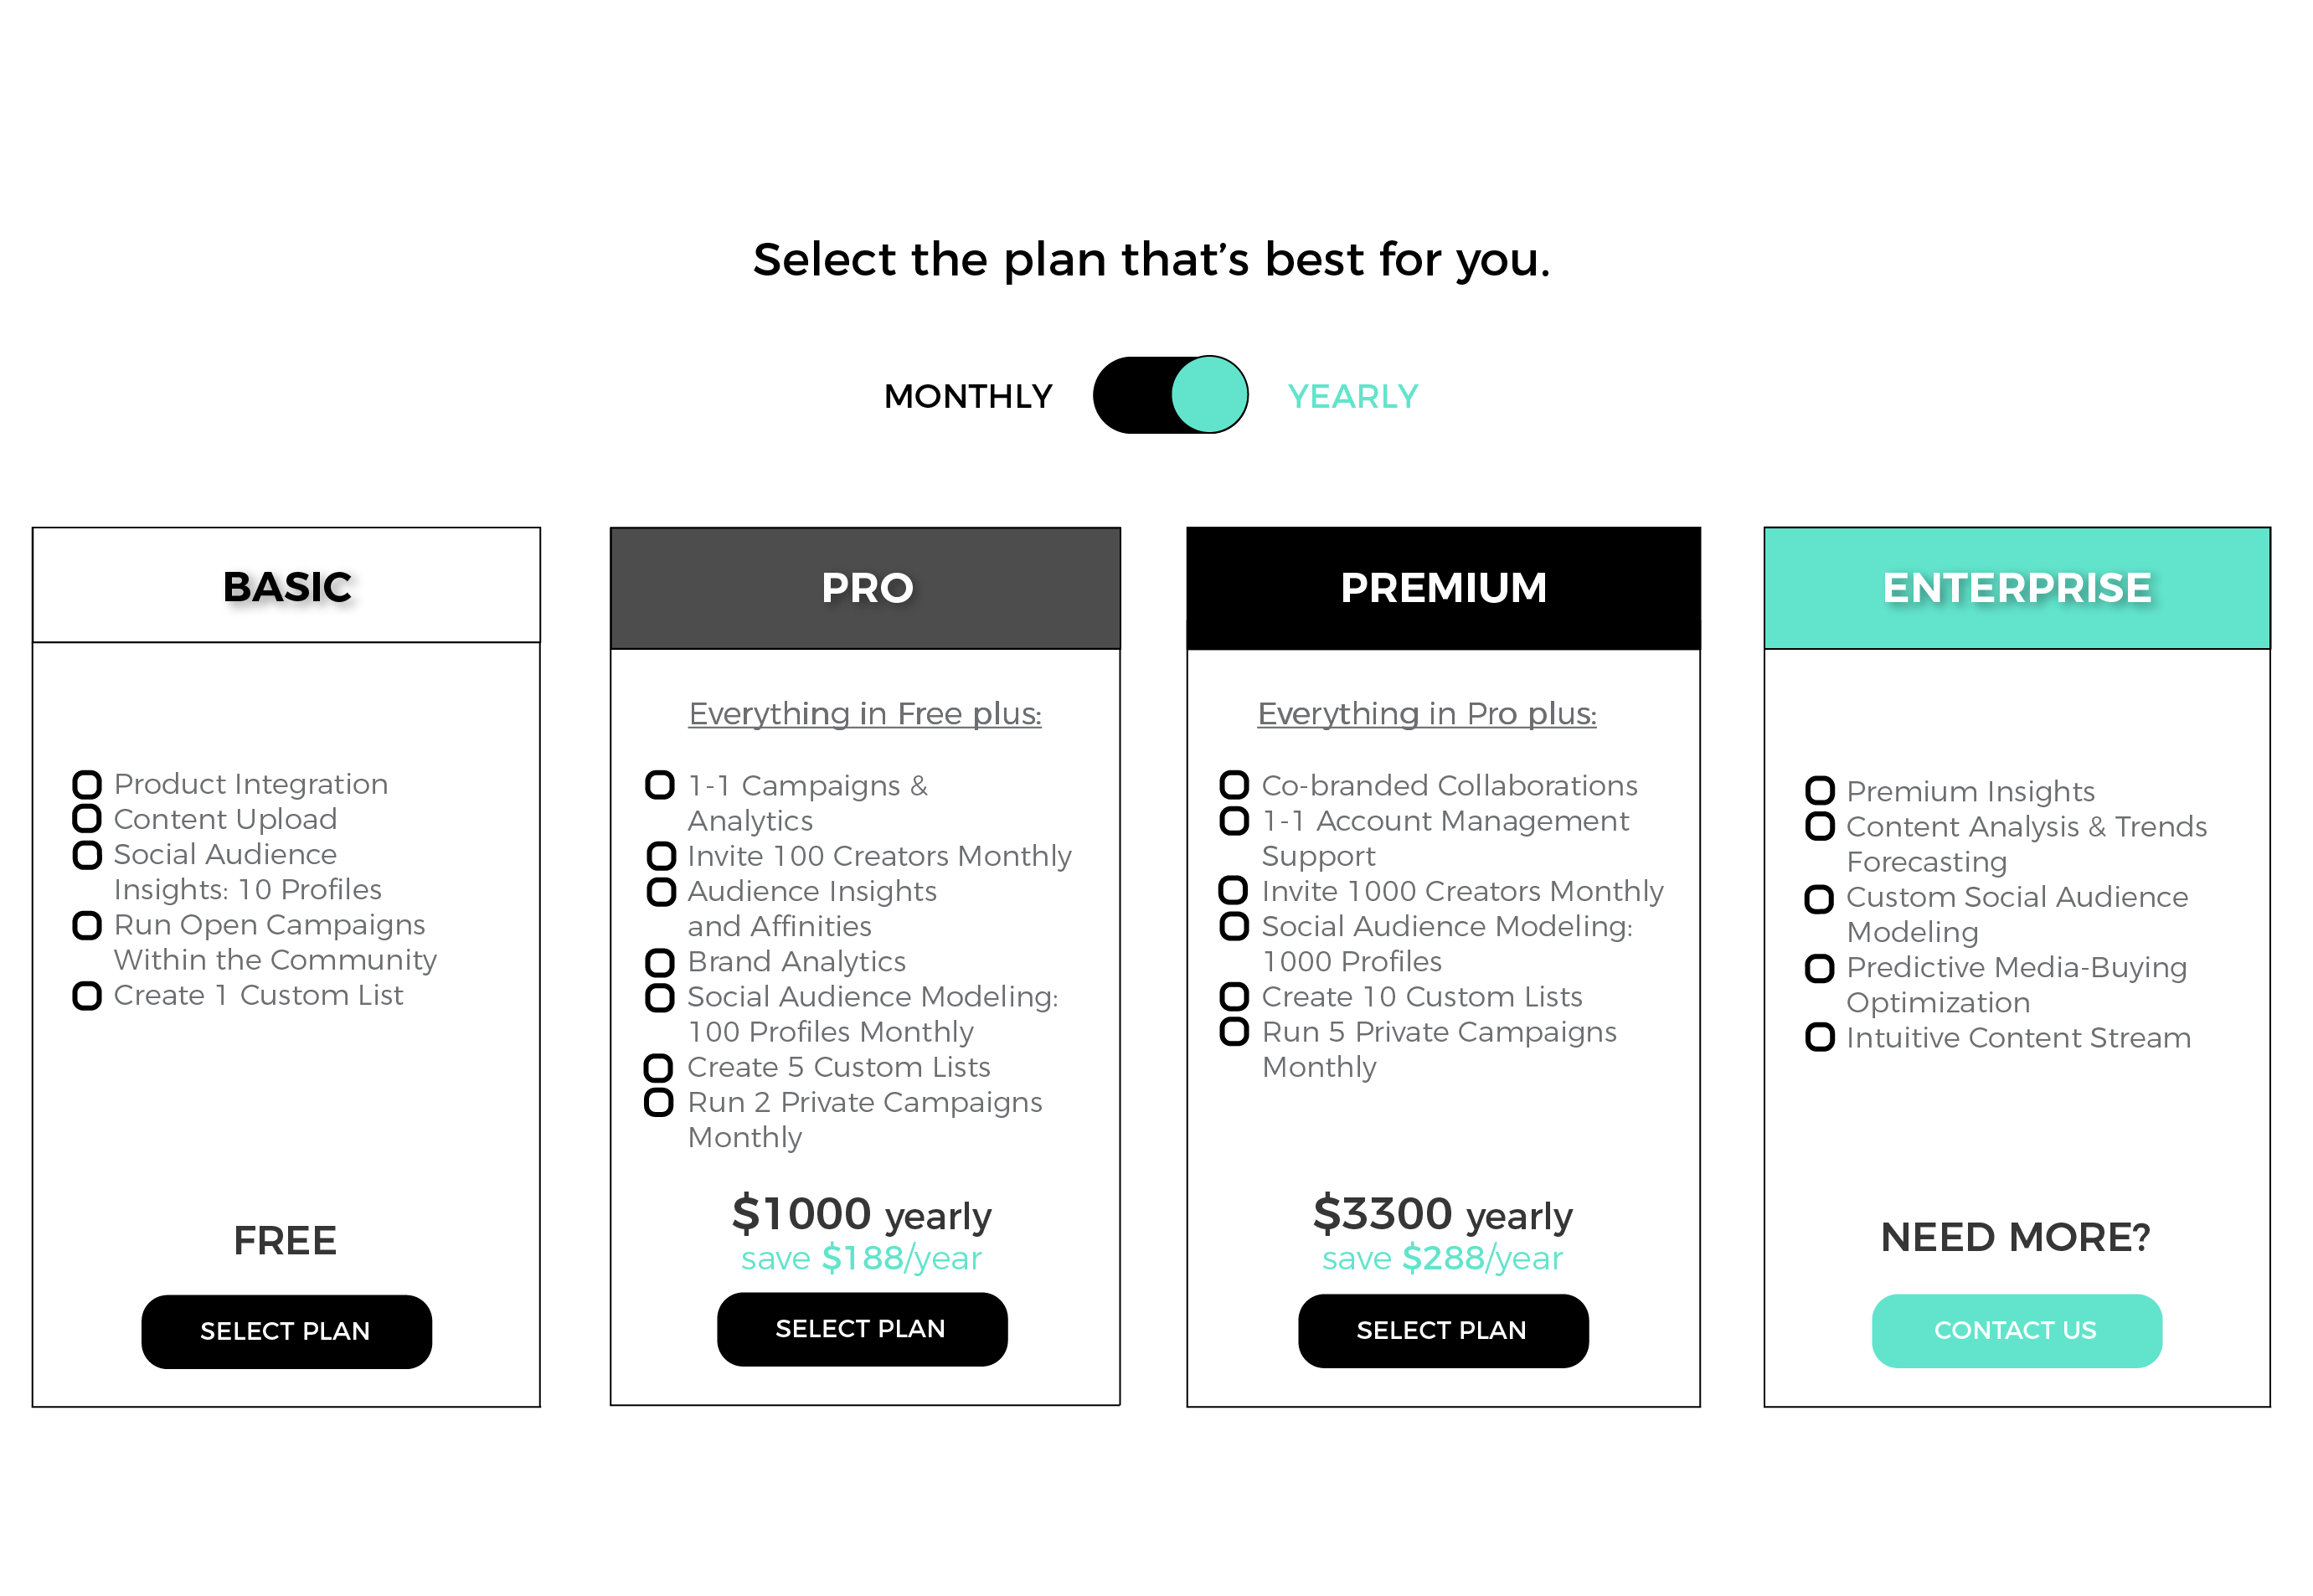 Select the plan that’s best for you.
MONTHLY
YEARLY
BASIC
Product Integration
Content Upload
Social Audience
Insights: 10 Profiles
Run Open Campaigns
Within the Community
Create 1 Custom List
FREE
SELECT PLAN
PRO
Everything in Free plus:
1-1 Campaigns &
Analytics
Invite 100 Creators Monthly
Audience Insights
and Affinities
Brand Analytics
Social Audience Modeling:
100 Profiles Monthly
Create 5 Custom Lists
Run 2 Private Campaigns
Monthly
$1000 yearly
save $188/year
SELECT PLAN
PREMIUM
Everything in Pro plus:
Co-branded Collaborations
1-1 Account Management
Support
Invite 1000 Creators Monthly
Social Audience Modeling:
1000 Profiles
Create 10 Custom Lists
Run 5 Private Campaigns
Monthly
$3300 yearly
save $288/year
SELECT PLAN
ENTERPRISE
Premium Insights
Content Analysis & Trends
Forecasting
Custom Social Audience
Modeling
Predictive Media-Buying
Optimization
Intuitive Content Stream
NEED MORE?
CONTACT US